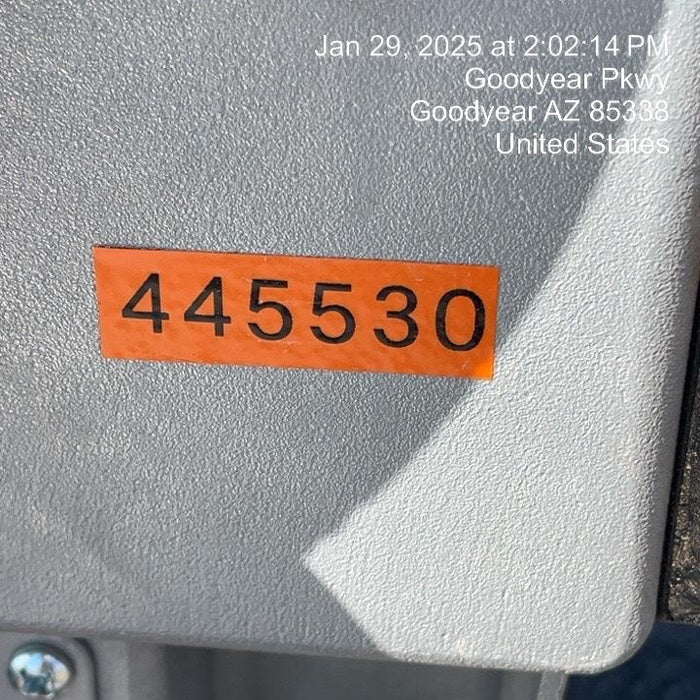 Jan 29, 2025 at 2:02:14 PM
Goodyear Pkwy
Goodyear AZ 85338
United States
445530